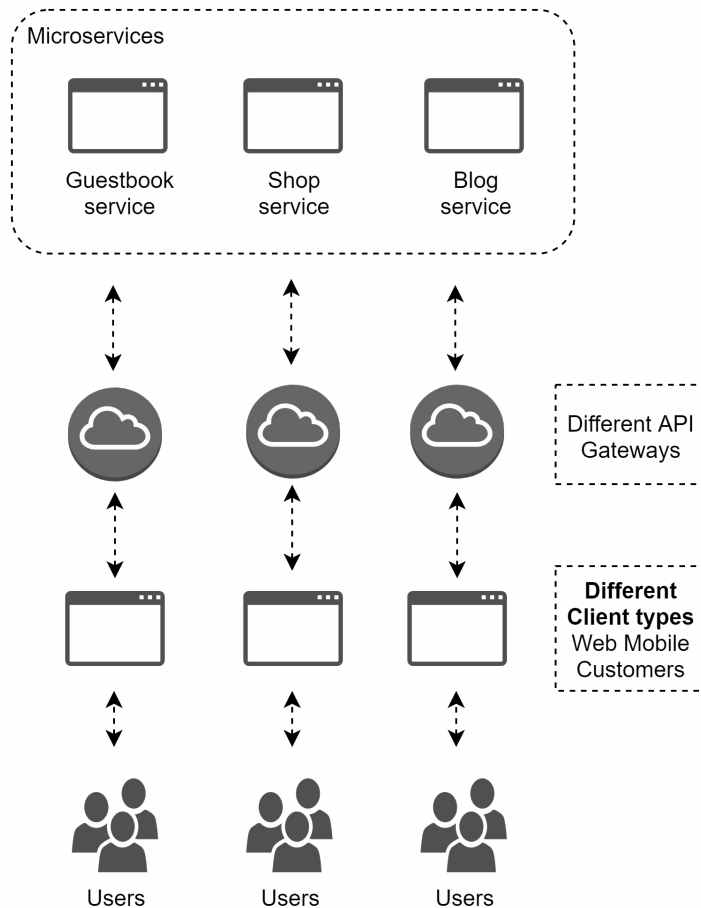 Microservices
Guestbook
service
Shop
service
Blog
service
Different API
Gateways
Different
Client types
Web Mobile
Customers
Users
Users
Users